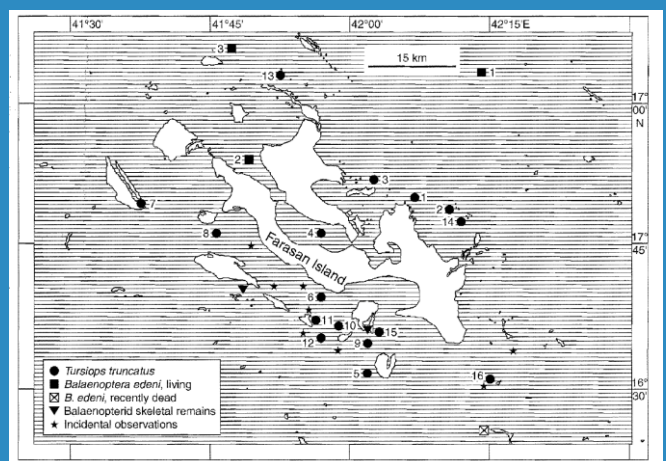 41°30' 41°45' 42°00' 42°15'E
3
1
15 km
13
17
00'
N
2
3
1
2
7
14
8
4
17
45'
Farasan Island
6
11
10
15
12
9
5
16
16
30'
Tursiops truncatus
Balaenoptera edeni, living
B. edeni, recently dead
Balaenopterid skeletal remains
Incidental observations